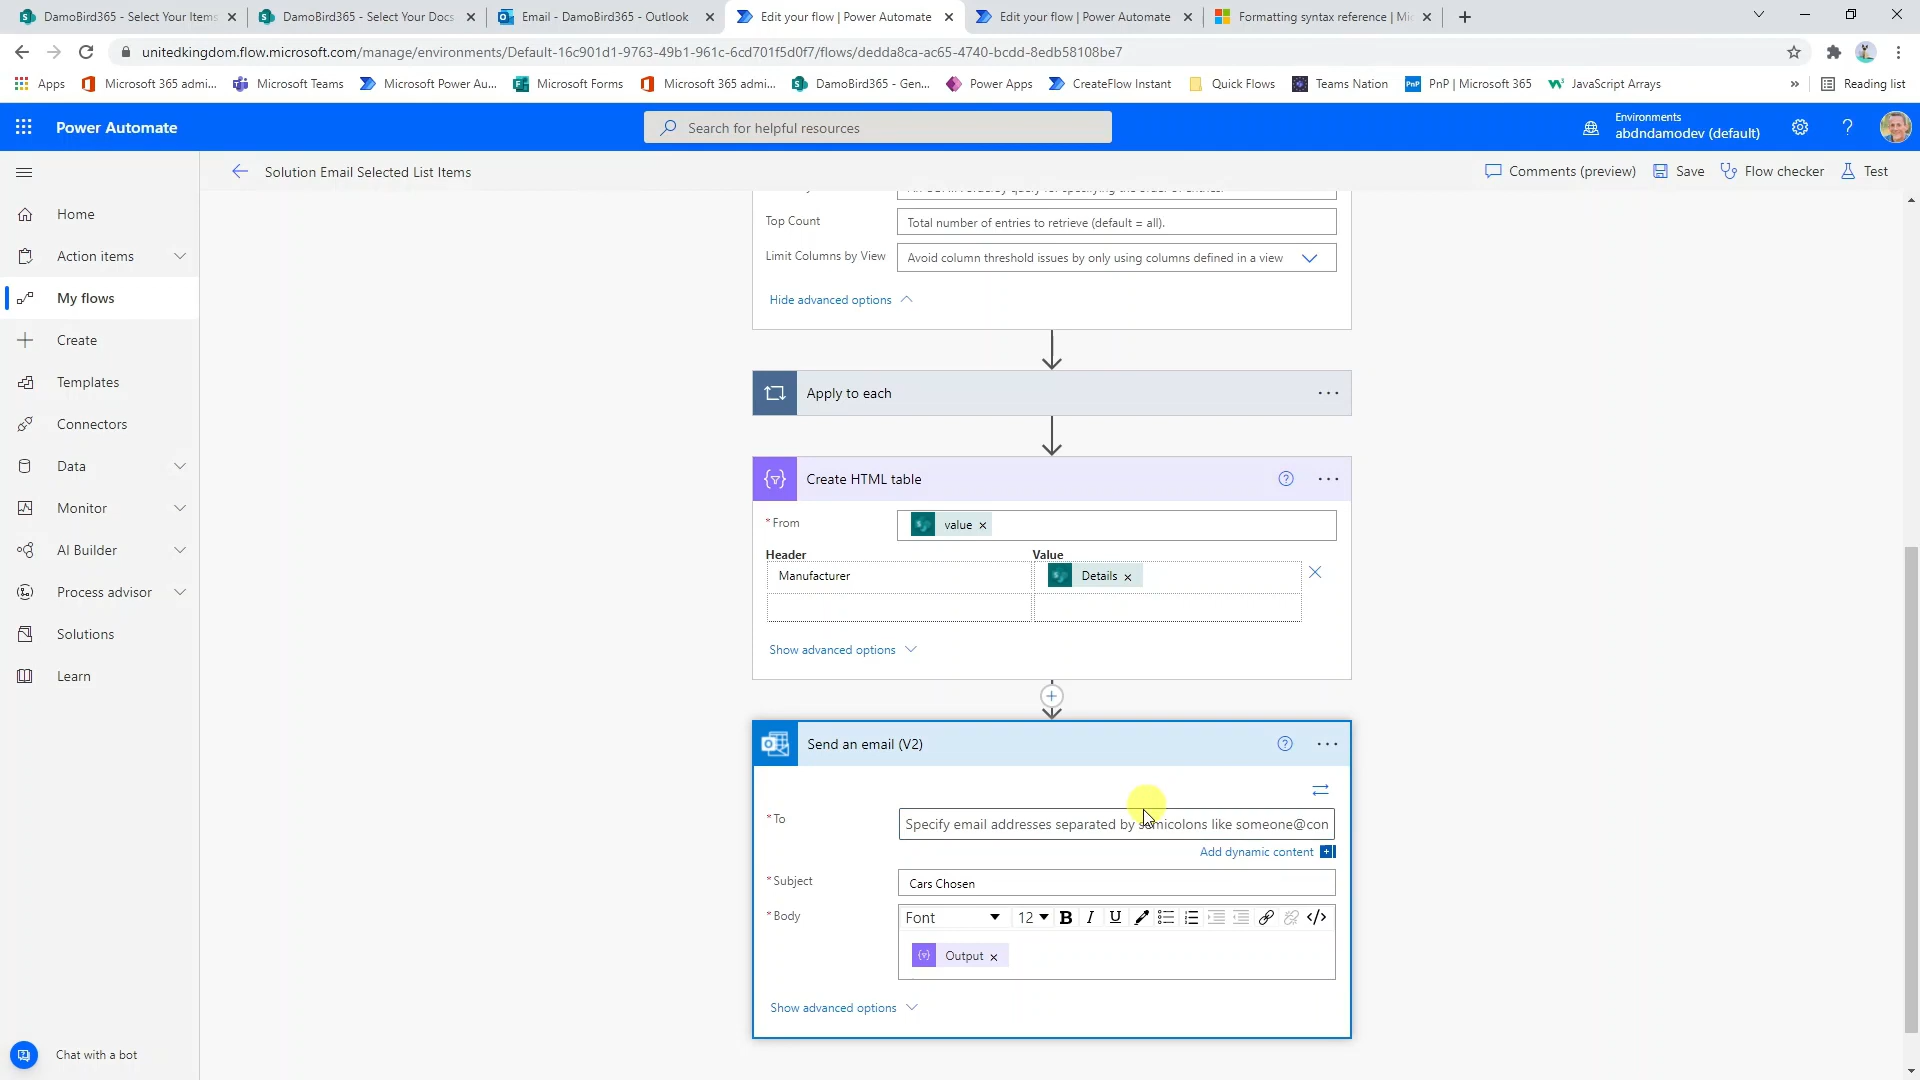 DamoBird365 - Select Your Items
DamoBird365 - Select Your Docs
Email - DamoBird365 - Outlook
Edit your flow | Power Automate
Edit your flow | Power Automate
Formatting syntax reference | Mi
unitedkingdom.flow.microsoft.com/manage/environments/Default-16c901d1-9763-49b1-961c-6cd701f5d0f7/flows/dedda8ca-ac65-4740-bcdd-8edb58108be7
Apps
Microsoft 365 admi...
Microsoft Teams
Microsoft Power Au...
Microsoft Forms
Microsoft 365 admi...
DamoBird365 - Gen...
Power Apps
CreateFlow Instant
Quick Flows
Teams Nation
PnP | Microsoft 365
JavaScript Arrays
»
Reading list
Power Automate
Search for helpful resources
Environments
abdndamodev (default)
Solution Email Selected List Items
Comments (preview)
Save
Flow checker
Test
Home
Action items
My flows
Create
Templates
Connectors
Data
Monitor
AI Builder
Process advisor
Solutions
Learn
Chat with a bot
Top Count
Total number of entries to retrieve (default = all).
Limit Columns by View
Avoid column threshold issues by only using columns defined in a view
Hide advanced options
Apply to each
Create HTML table
* From
value
Header
Value
Manufacturer
Details
Show advanced options
Send an email (V2)
* To
Specify email addresses separated by semicolons like someone@con
Add dynamic content
* Subject
Cars Chosen
* Body
Font
12
B I U
Output
Show advanced options